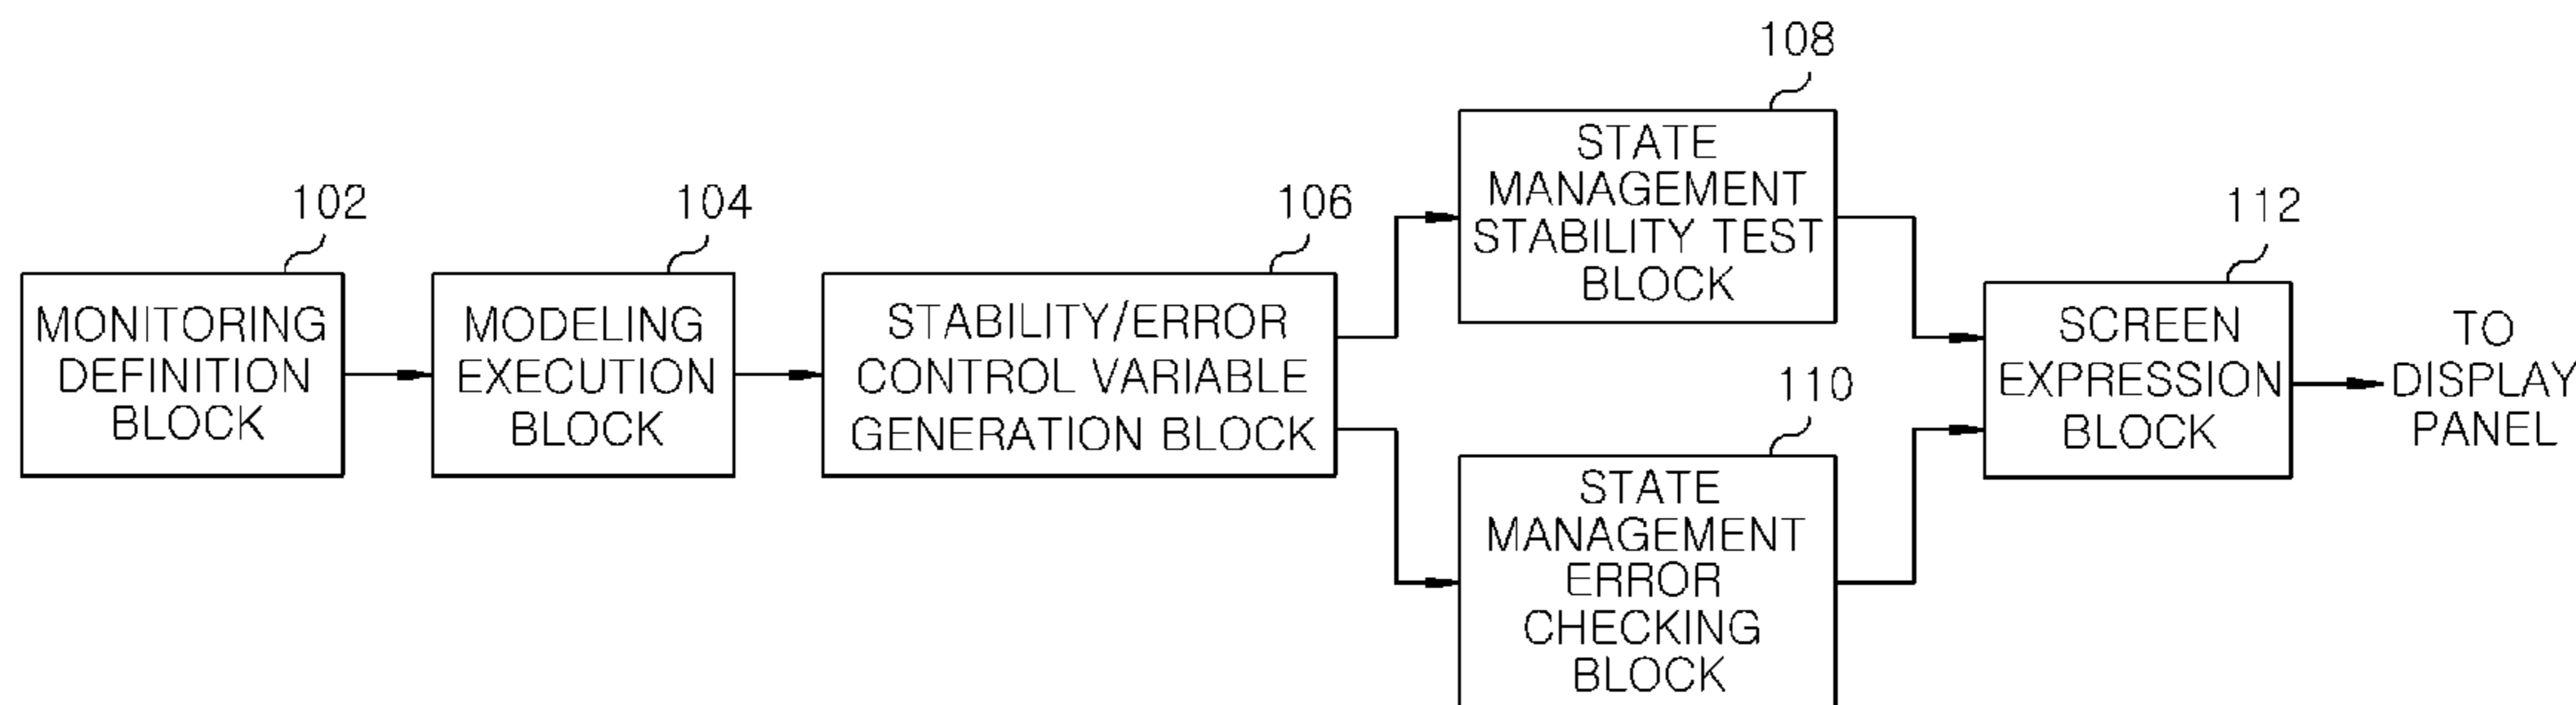 102
MONITORING
DEFINITION
BLOCK
104
MODELING
EXECUTION
BLOCK
106
STABILITY/ERROR
CONTROL VARIABLE
GENERATION BLOCK
108
STATE
MANAGEMENT
STABILITY TEST
BLOCK
110
STATE
MANAGEMENT
ERROR
CHECKING
BLOCK
112
SCREEN
EXPRESSION
BLOCK
TO
DISPLAY
PANEL